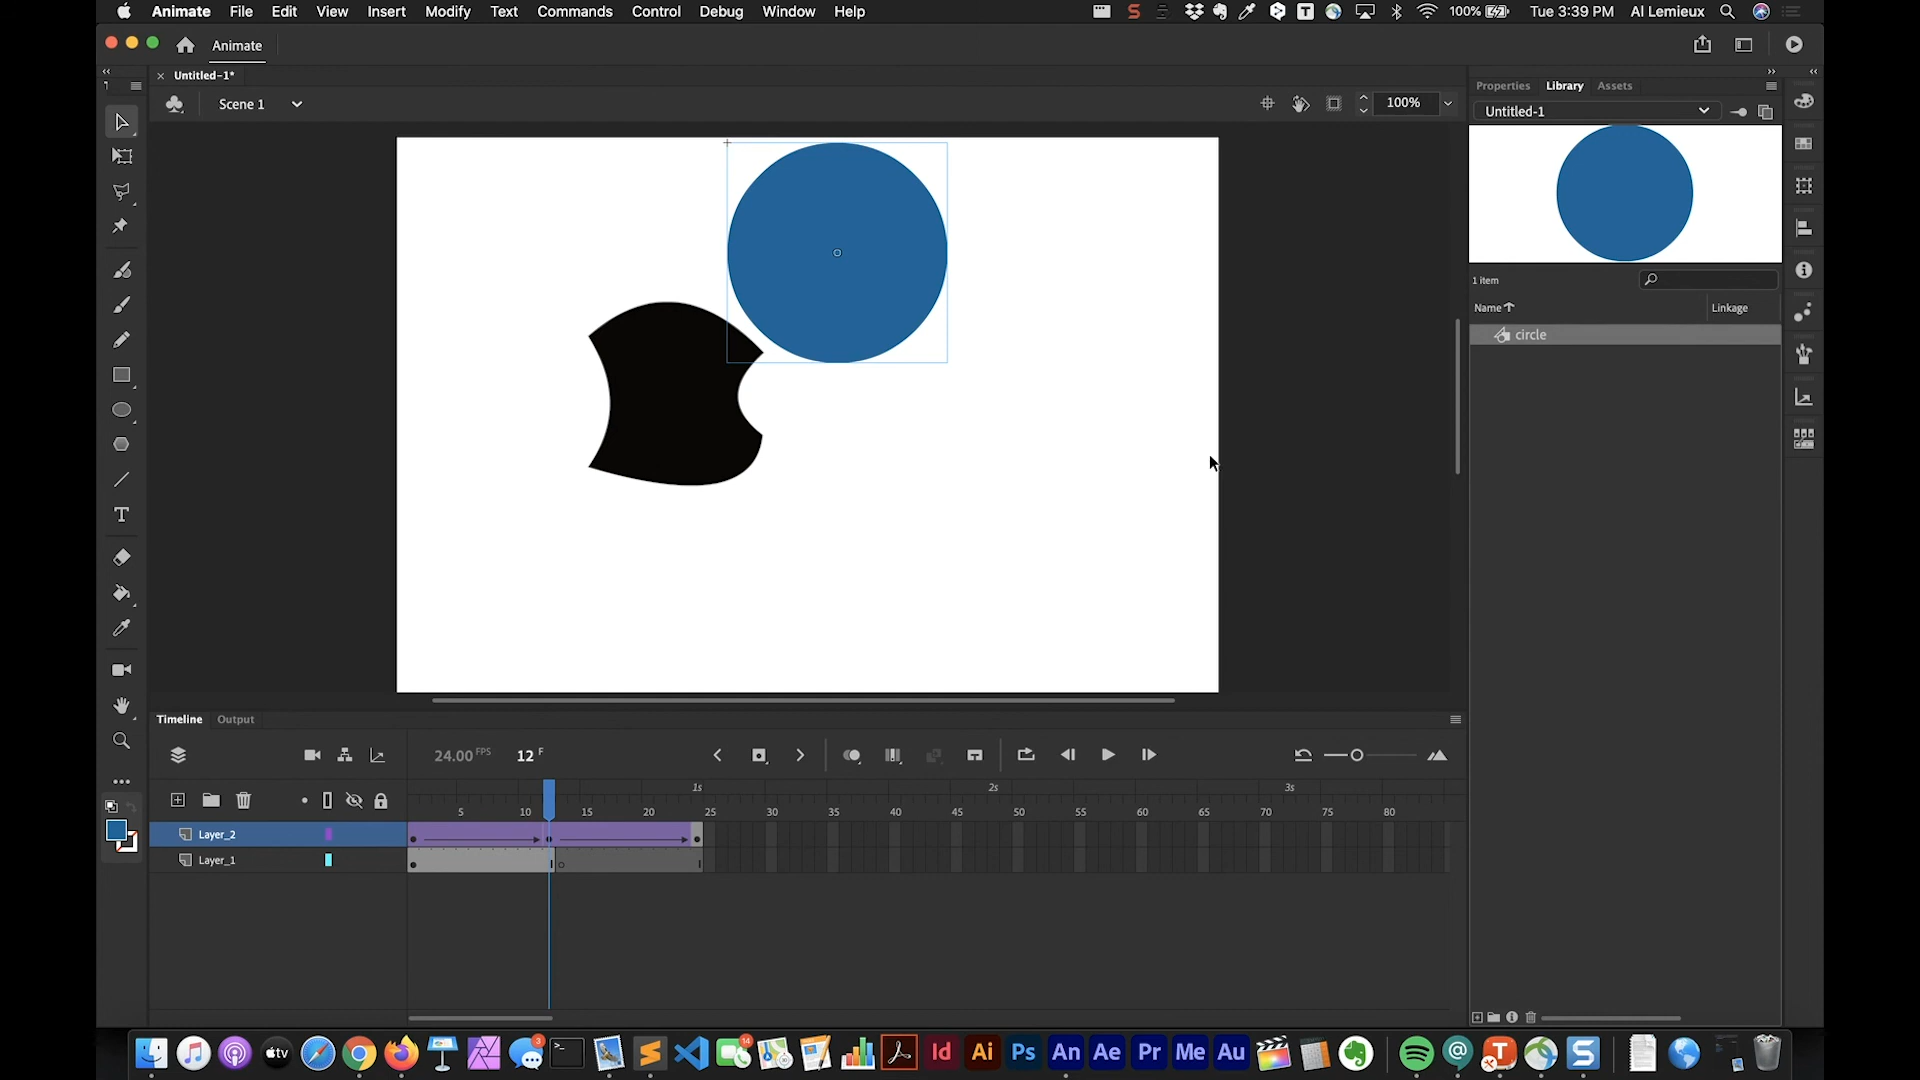 Animate File Edit View Insert Modify Text Commands Control Debug Window Help 100% Tue 3:39 PM Al Lemieux
Animate
Untitled-1*
Scene 1 100%
Properties Library Assets
Untitled-1
1 item
Name Linkage
circle
Timeline Output
24.00 FPS 12 F
1s 2s 3s
5 10 15 20 25 30 35 40 45 50 55 60 65 70 75 80
Layer_2
Layer_1
tv 3 14 Id Ai Ps An Ae Pr Me Au